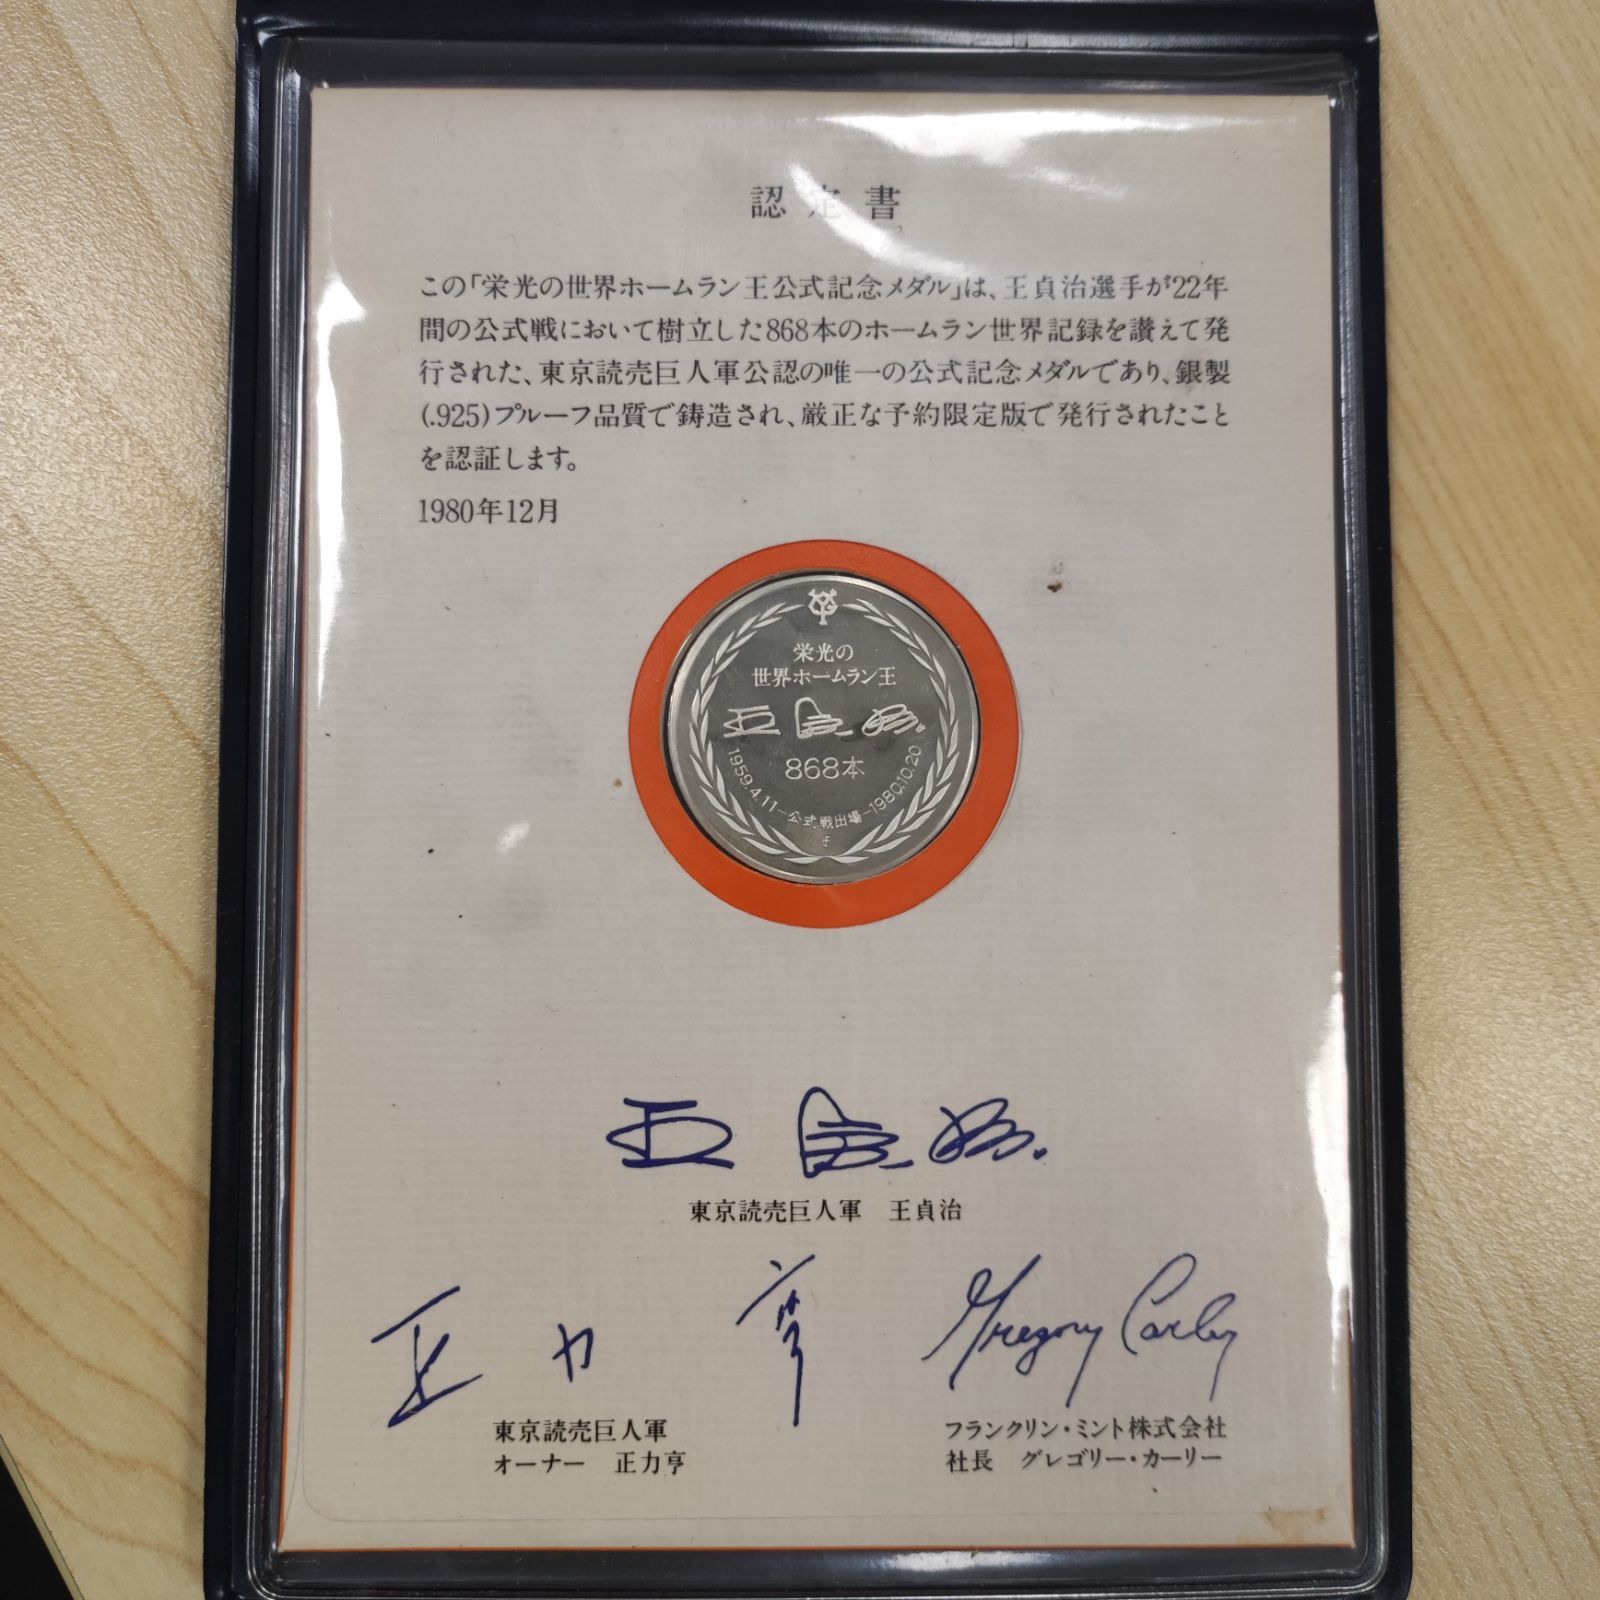 認定書
この「栄光の世界ホームラン王公式記念メダル」は、王貞治選手が22年
間の公式戦において樹立した868本のホームラン世界記録を讃えて発
行された、東京読売巨人軍公認の唯一の公式記念メダルであり、銀製
(.925)プルーフ品質で鋳造され、厳正な予約限定版で発行されたこと
を認証します。
1980年12月
栄光の
世界ホームラン王
王貞治
868本
1959.4.11-公式戦出場-1980.10.20
王貞治
東京読売巨人軍 王貞治
正力亨
Gregory Carley
東京読売巨人軍
オーナー 正力亨
フランクリン・ミント株式会社
社長 グレゴリー・カーリー